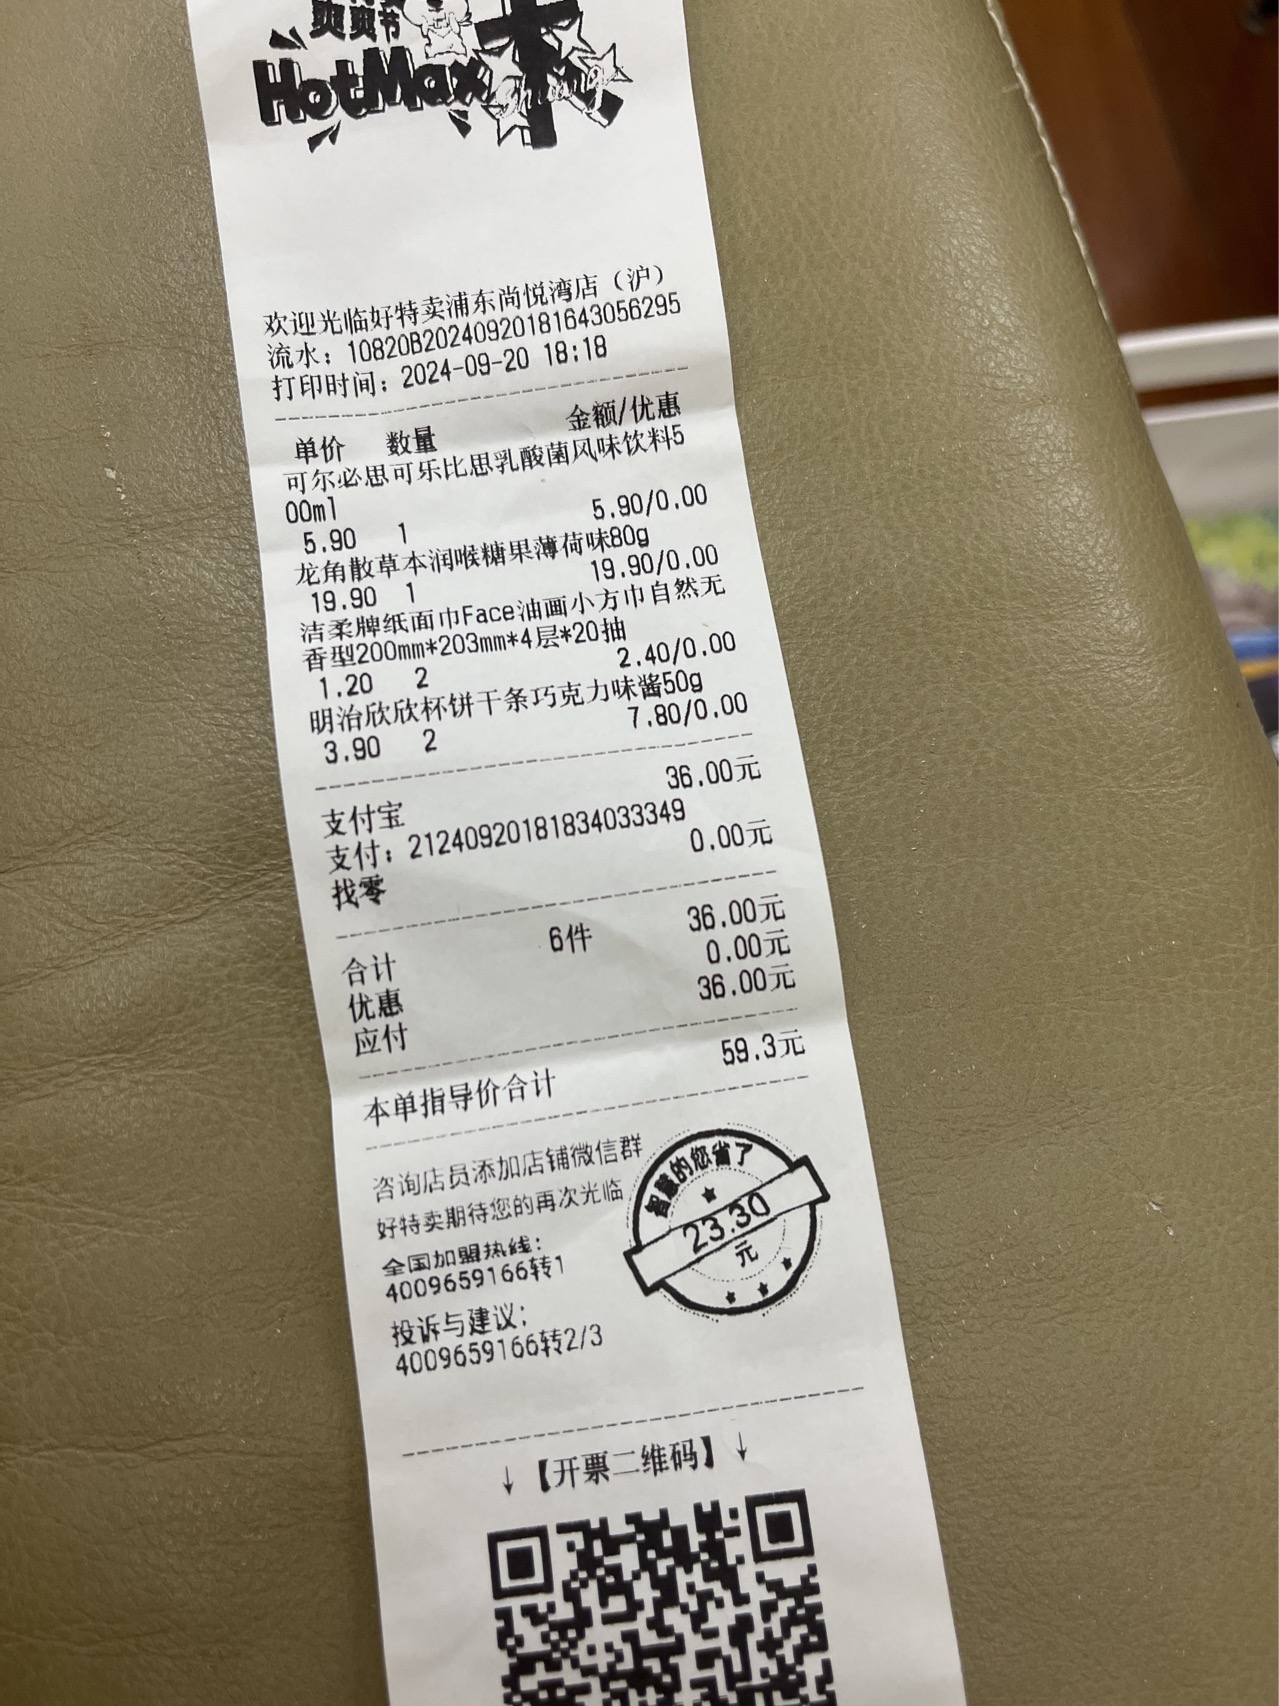 爽爽节
HotMax
欢迎光临好特卖浦东尚悦湾店（沪）
流水：10820B20240920181643056295
打印时间：2024-09-20 18:18
单价 数量 金额/优惠
可尔必思可乐比思乳酸菌风味饮料5
00ml
5.90 1 5.90/0.00
龙角散草本润喉糖果薄荷味80g
19.90 1 19.90/0.00
洁柔牌纸面巾Face油画小方巾自然无
香型200mm*203mm*4层*20抽
1.20 2 2.40/0.00
明治欣欣杯饼干条巧克力味酱50g
3.90 2 7.80/0.00
支付宝 36.00元
支付：21240920181834033349
找零 0.00元
合计 6件 36.00元
优惠 0.00元
应付 36.00元
本单指导价合计 59.3元
咨询店员添加店铺微信群
好特卖期待您的再次光临
全国加盟热线：
4009659166转1
投诉与建议：
4009659166转2/3
智慧的您省了
23.30
元
↓【开票二维码】↓